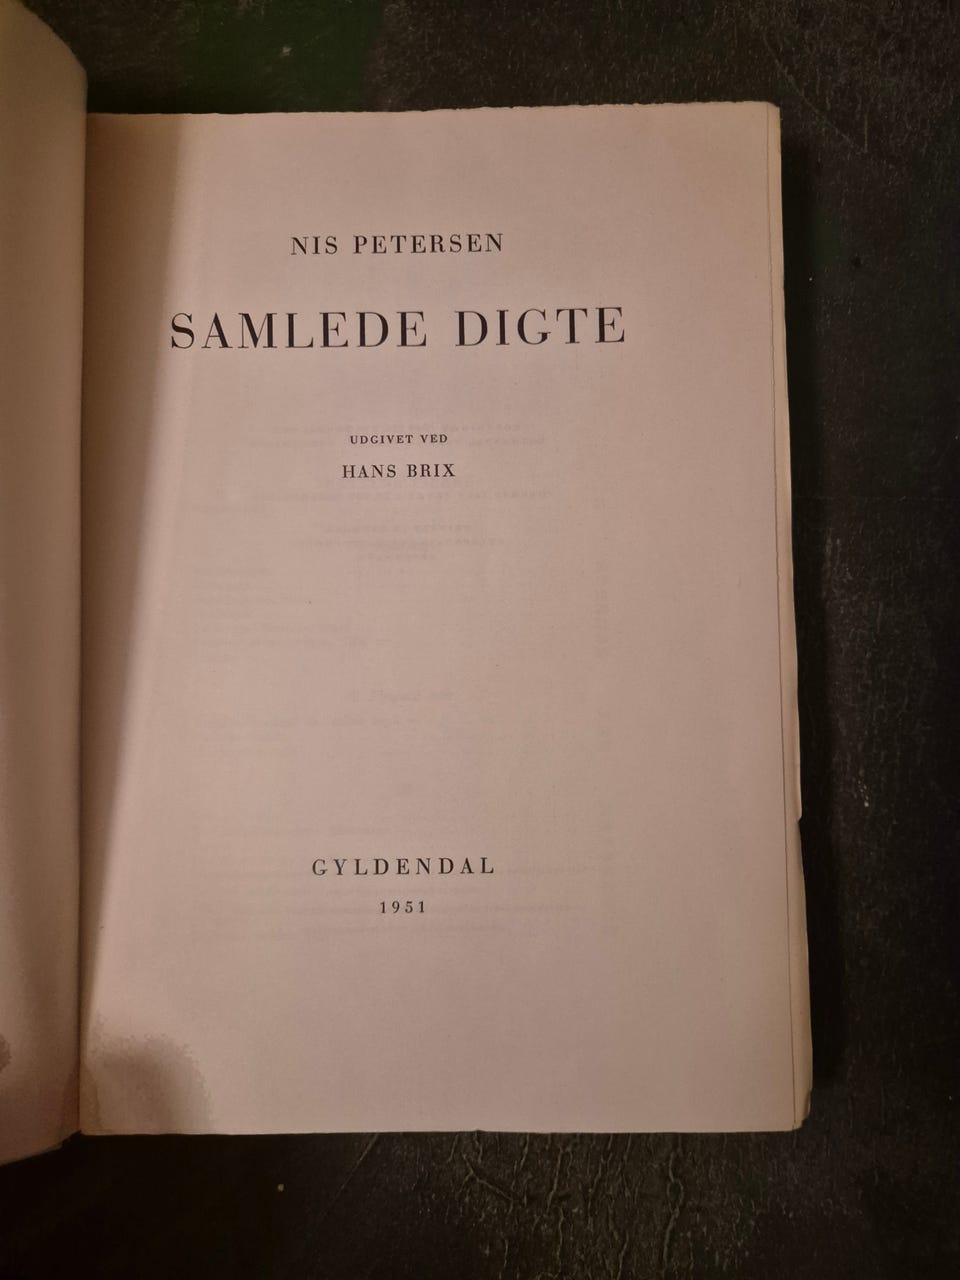 NIS PETERSEN
SAMLEDE DIGTE
UDGIVET VED
HANS BRIX
GYLDENDAL
1951